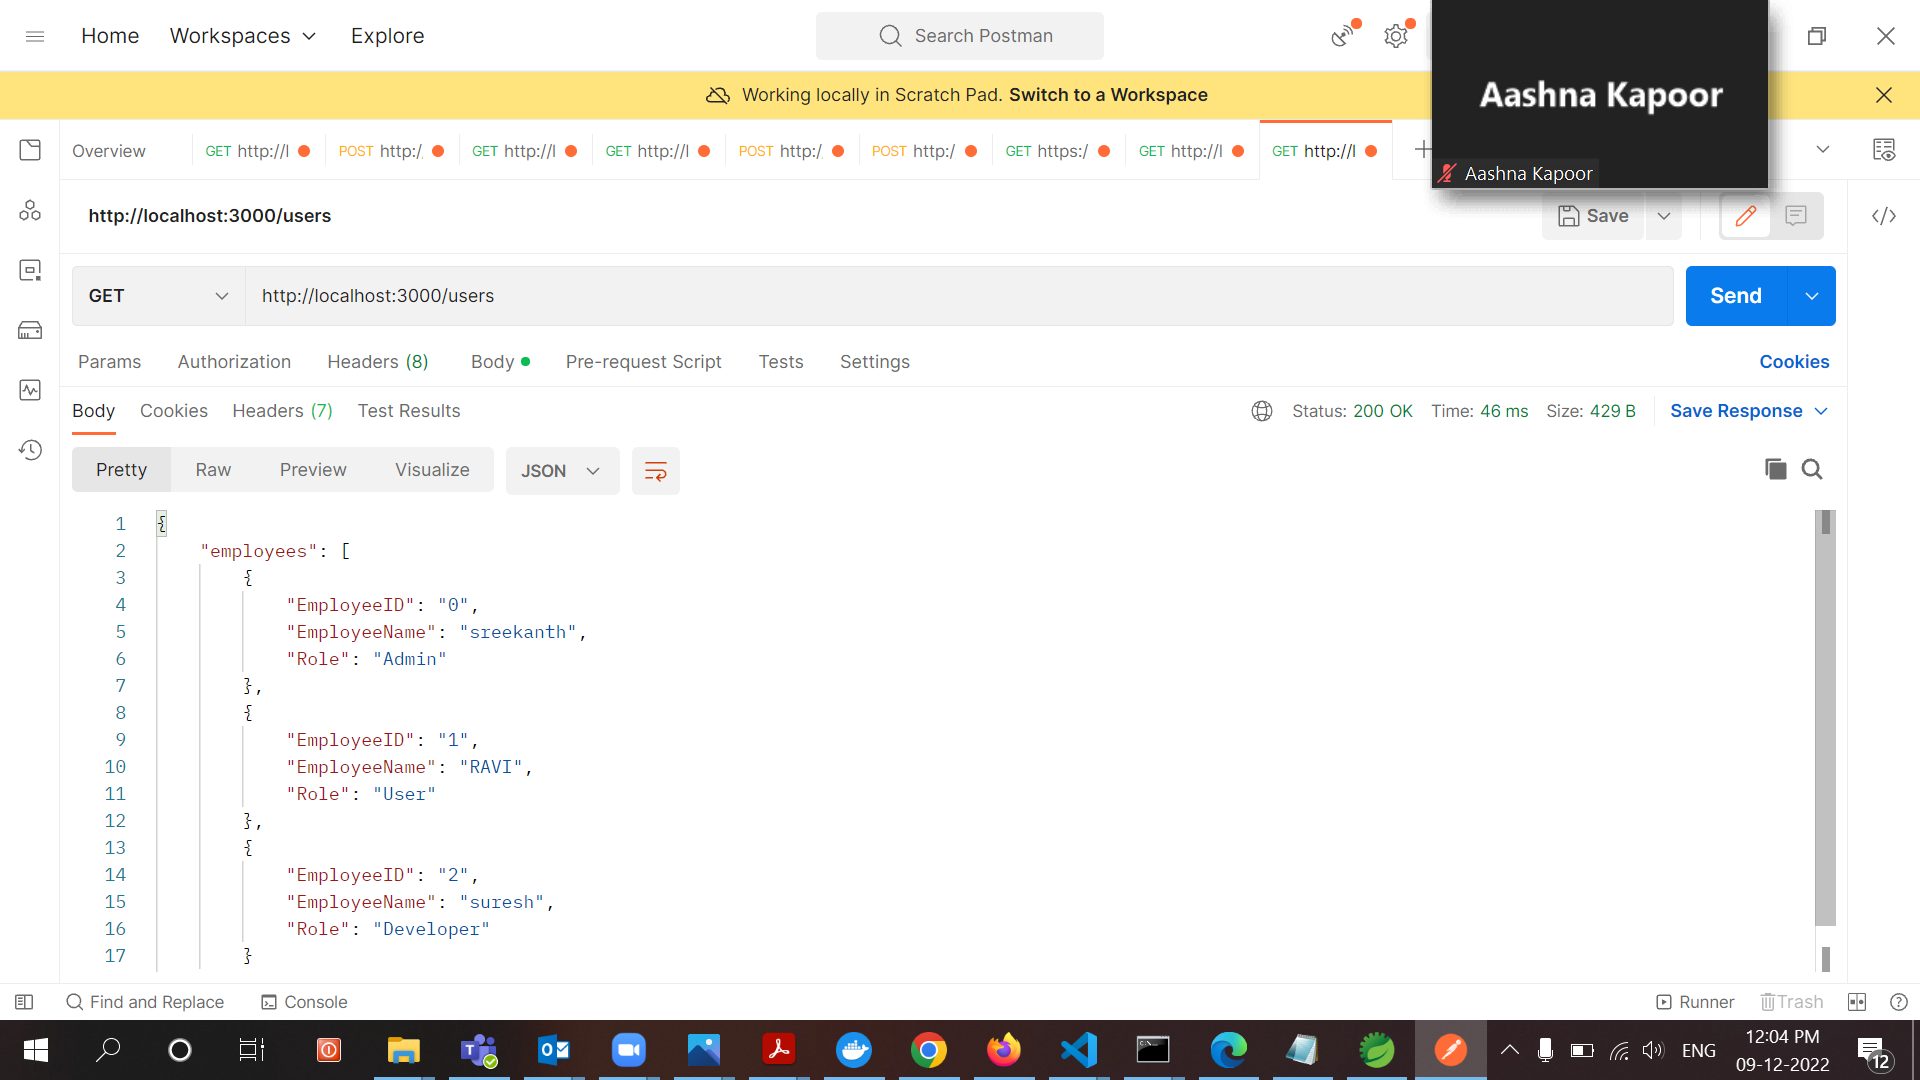 Home Workspaces Explore
Search Postman
Aashna Kapoor
Working locally in Scratch Pad. Switch to a Workspace
Overview GET http://l POST http:/ GET http://l GET http://l POST http:/ POST http:/ GET https:/ GET http://l GET http://l
Aashna Kapoor
http://localhost:3000/users
Save
GET http://localhost:3000/users Send
Params Authorization Headers (8) Body Pre-request Script Tests Settings Cookies
Body Cookies Headers (7) Test Results Status: 200 OK Time: 46 ms Size: 429 B Save Response
Pretty Raw Preview Visualize JSON
1 {
2 "employees": [
3 {
4 "EmployeeID": "0",
5 "EmployeeName": "sreekanth",
6 "Role": "Admin"
7 },
8 {
9 "EmployeeID": "1",
10 "EmployeeName": "RAVI",
11 "Role": "User"
12 },
13 {
14 "EmployeeID": "2",
15 "EmployeeName": "suresh",
16 "Role": "Developer"
17 }
Find and Replace Console Runner Trash
ENG 12:04 PM
09-12-2022
12